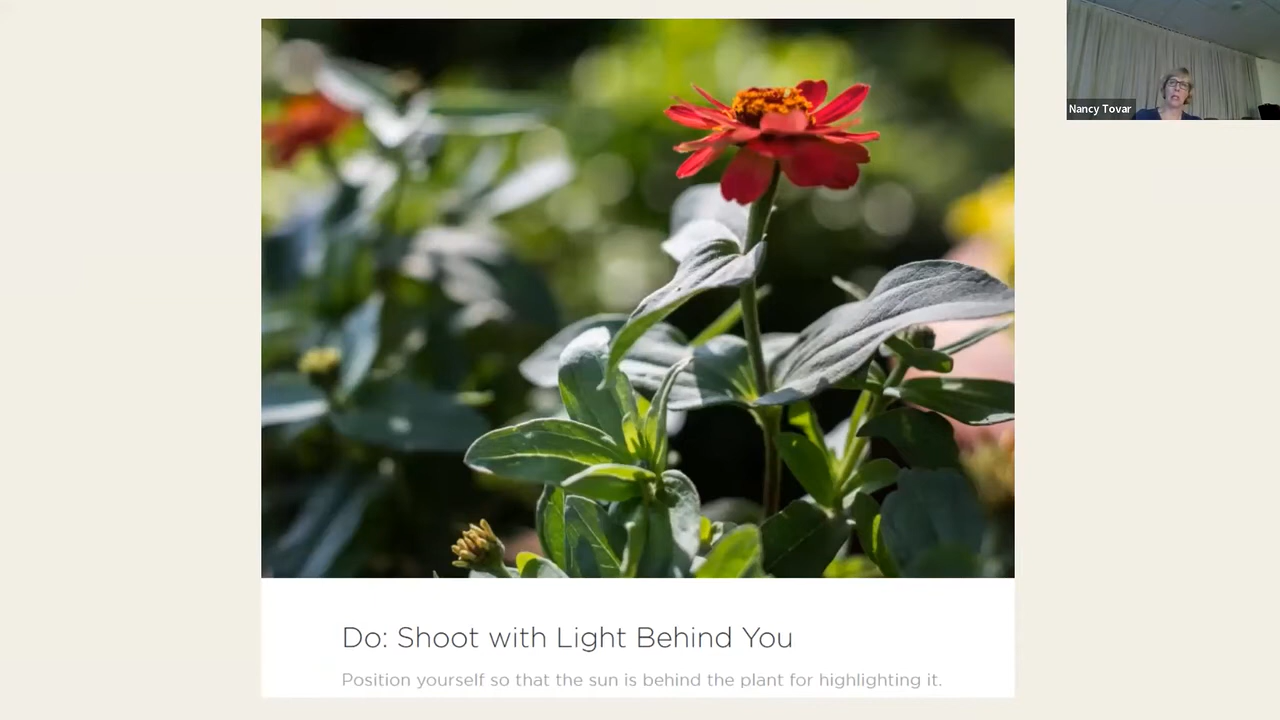 Nancy Tovar
Do: Shoot with Light Behind You
Position yourself so that the sun is behind the plant for highlighting it.